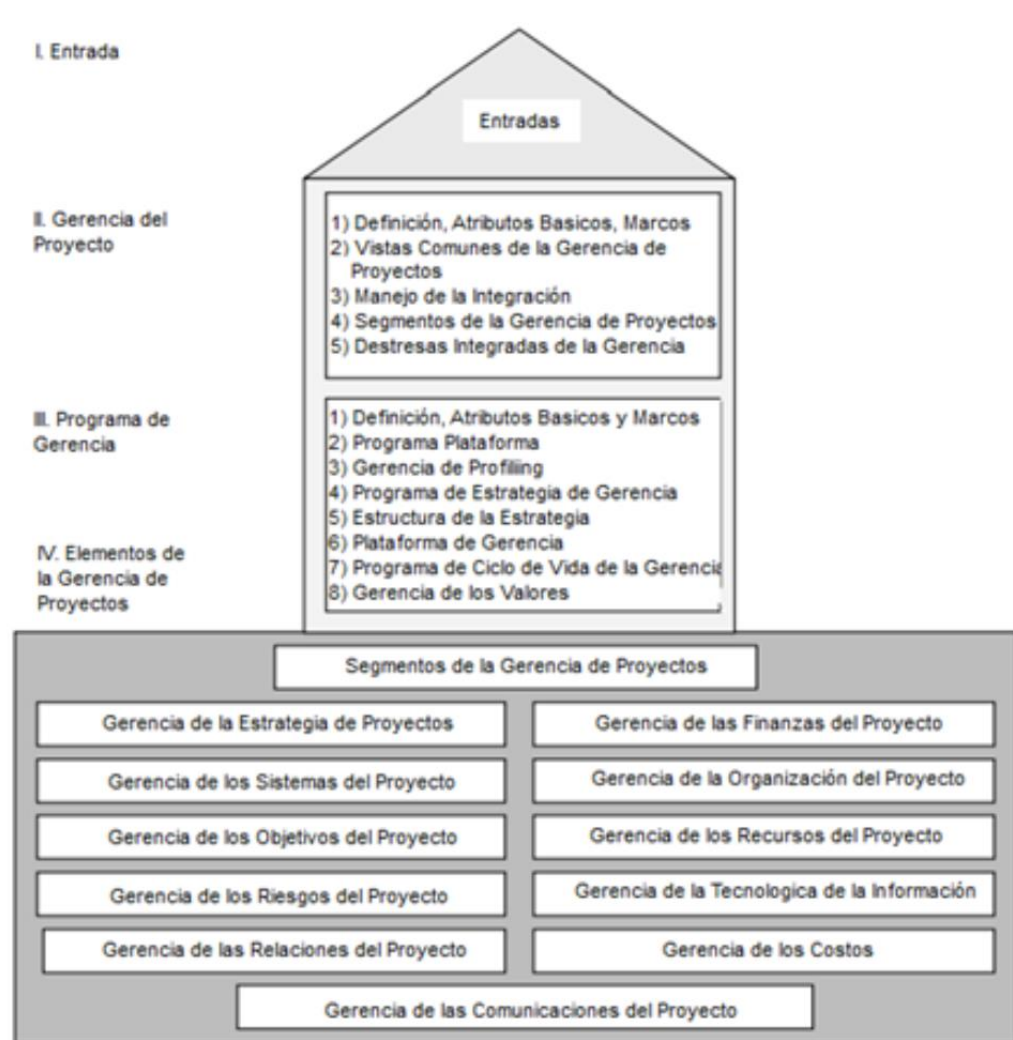 I. Entrada
Entradas
II. Gerencia del
Proyecto
1) Definición, Atributos Basicos, Marcos
2) Vistas Comunes de la Gerencia de
Proyectos
3) Manejo de la Integración
4) Segmentos de la Gerencia de Proyectos
5) Destresas Integradas de la Gerencia
III. Programa de
Gerencia
1) Definición, Atributos Basicos y Marcos
2) Programa Plataforma
3) Gerencia de Profiliing
4) Programa de Estrategia de Gerencia
5) Estructura de la Estrategia
6) Plataforma de Gerencia
7) Programa de Ciclo de Vida de la Gerencia
8) Gerencia de los Valores
IV. Elementos de
la Gerencia de
Proyectos
Segmentos de la Gerencia de Proyectos
Gerencia de la Estrategia de Proyectos
Gerencia de las Finanzas del Proyecto
Gerencia de los Sistemas del Proyecto
Gerencia de la Organización del Proyecto
Gerencia de los Objetivos del Proyecto
Gerencia de los Recursos del Proyecto
Gerencia de los Riesgos del Proyecto
Gerencia de la Tecnologica de la Información
Gerencia de las Relaciones del Proyecto
Gerencia de los Costos
Gerencia de las Comunicaciones del Proyecto